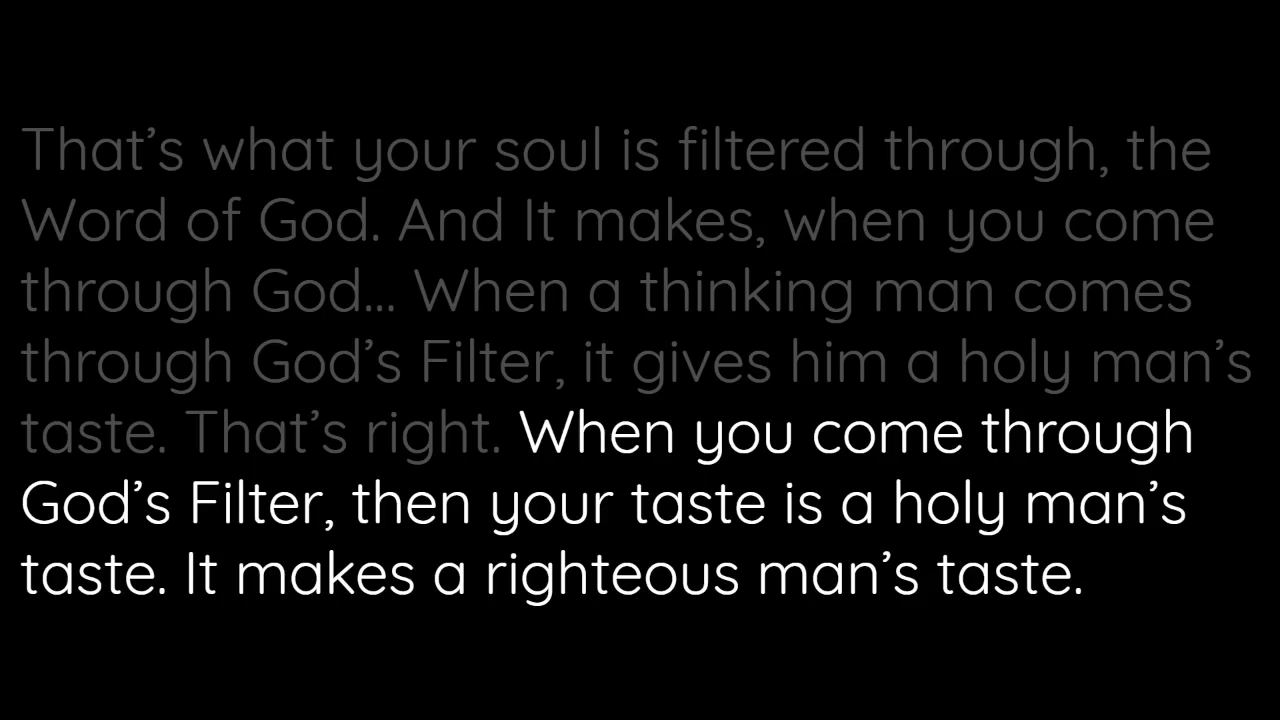 That’s what your soul is filtered through, the
Word of God. And It makes, when you come
through God... When a thinking man comes
through God’s Filter, it gives him a holy man’s
taste. That’s right. When you come through
God’s Filter, then your taste is a holy man’s
taste. It makes a righteous man’s taste.